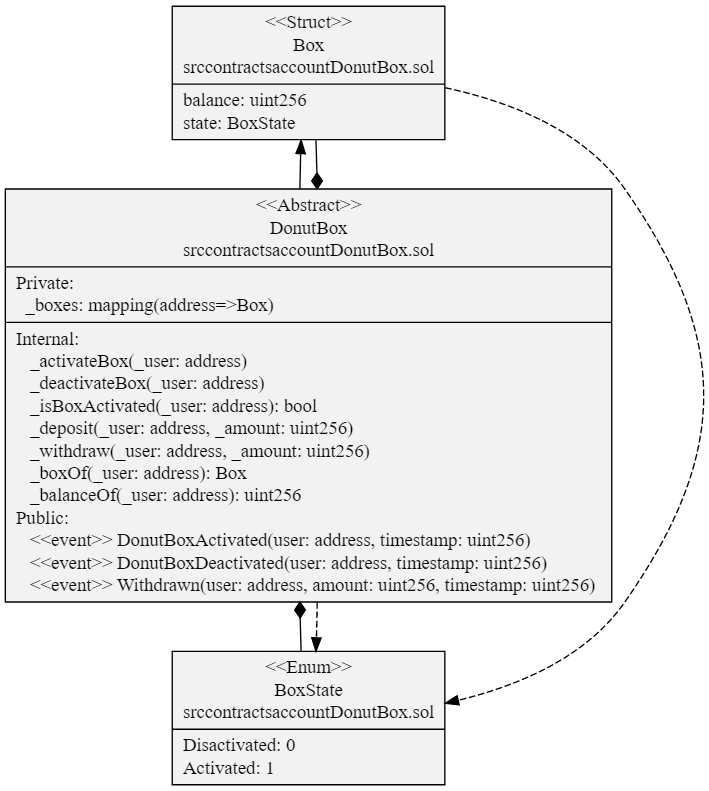 <<Struct>>
Box
srccontractsaccountDonutBox.sol
balance: uint256
state: BoxState
<<Abstract>>
DonutBox
srccontractsaccountDonutBox.sol
Private:
_boxes: mapping(address=>Box)
Internal:
_activateBox(_user: address)
_deactivateBox(_user: address)
_isBoxActivated(_user: address): bool
_deposit(_user: address, _amount: uint256)
_withdraw(_user: address, _amount: uint256)
_boxOf(_user: address): Box
_balanceOf(_user: address): uint256
Public:
<<event>> DonutBoxActivated(user: address, timestamp: uint256)
<<event>> DonutBoxDeactivated(user: address, timestamp: uint256)
<<event>> Withdrawn(user: address, amount: uint256, timestamp: uint256)
<<Enum>>
BoxState
srccontractsaccountDonutBox.sol
Disactivated: 0
Activated: 1